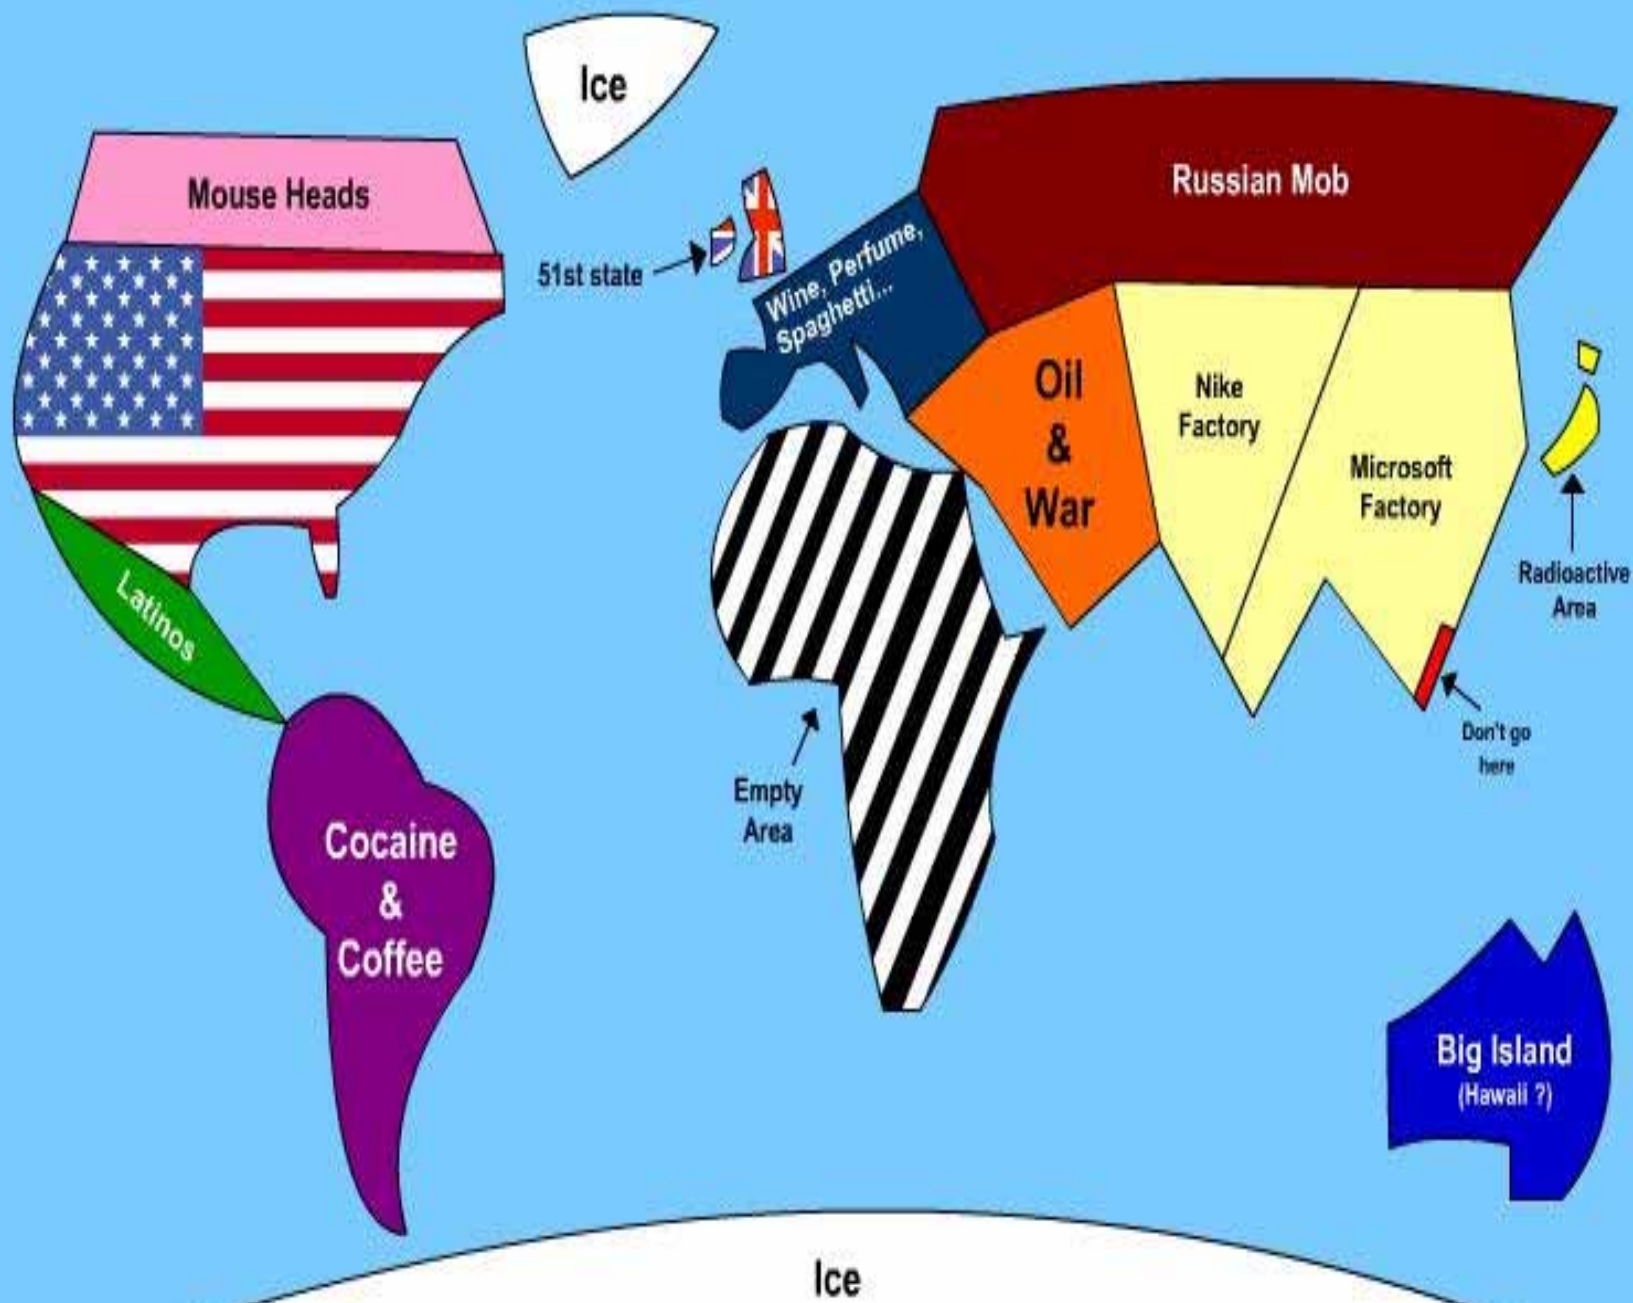 Ice
Mouse Heads
Russian Mob
51st state
Wine, Perfume,
Spaghetti...
Oil
&
War
Nike
Factory
Microsoft
Factory
Radioactive
Area
Latinos
Don't go
here
Empty
Area
Cocaine
&
Coffee
Big Island
(Hawaii ?)
Ice